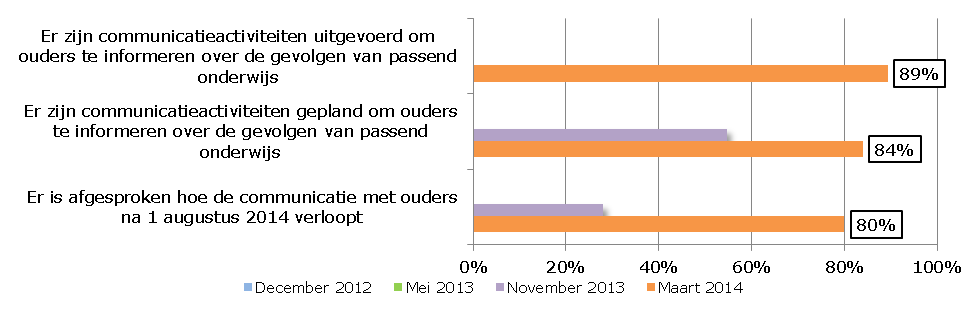 Er zijn communicatieactiviteiten uitgevoerd om
ouders te informeren over de gevolgen van passend
onderwijs
89%
Er zijn communicatieactiviteiten gepland om ouders
te informeren over de gevolgen van passend
onderwijs
84%
Er is afgesproken hoe de communicatie met ouders
na 1 augustus 2014 verloopt
80%
0% 20% 40% 60% 80% 100%
December 2012 Mei 2013 November 2013 Maart 2014